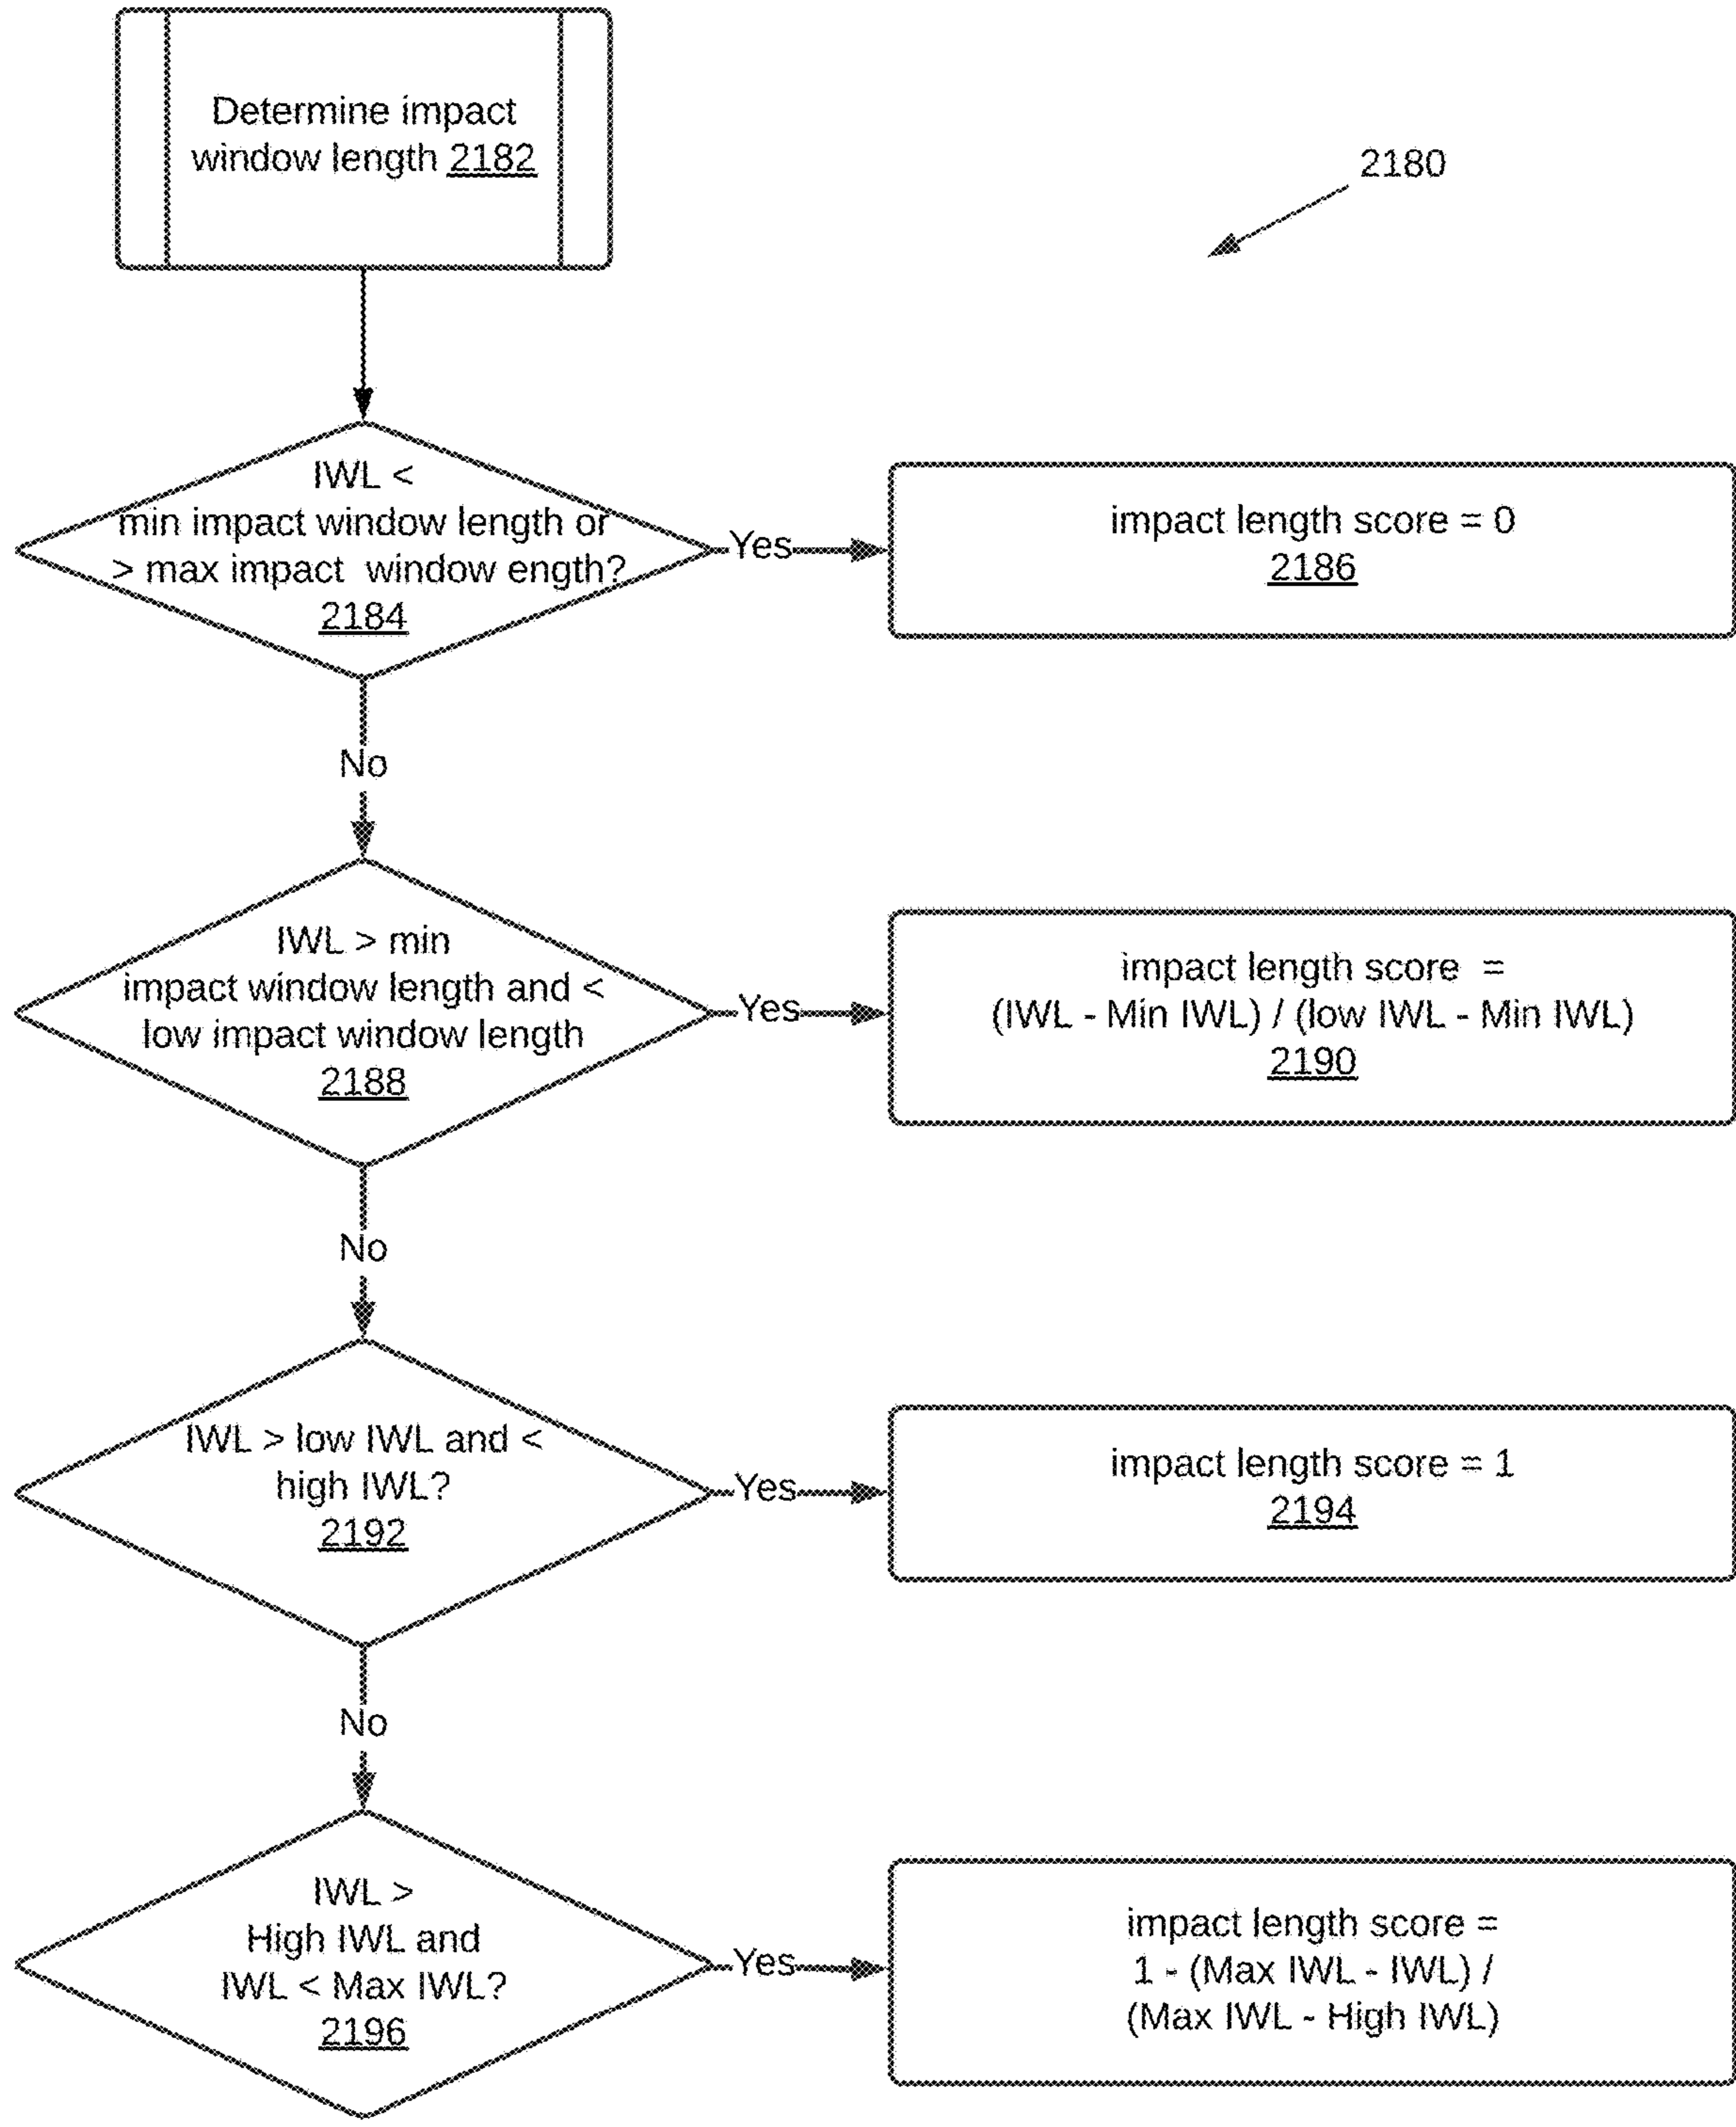 Determine impact
window length 2182
2180
IWL <
min impact window length or
> max impact window ength?
2184
Yes
impact length score = 0
2186
No
IWL > min
impact window length and <
low impact window length
2188
Yes
impact length score =
(IWL - Min IWL) / (low IWL - Min IWL)
2190
No
IWL > low IWL and <
high IWL?
2192
Yes
impact length score = 1
2194
No
IWL >
High IWL and
IWL < Max IWL?
2196
Yes
impact length score =
1 - (Max IWL - IWL) /
(Max IWL - High IWL)